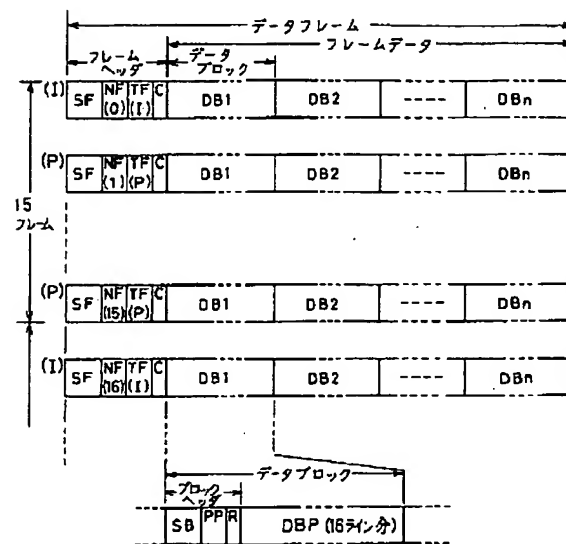 データフレーム
フレームデータ
フレームヘッダ データブロック
(I) SF NF(0) TF(I) C DB1 DB2 ---- DBn
(P) SF NF(1) TF(P) C DB1 DB2 ---- DBn
15フレーム
(P) SF NF(15) TF(P) C DB1 DB2 ---- DBn
(I) SF NF(16) TF(I) C DB1 DB2 ---- DBn
データブロック
ブロックヘッダ
SB PP R DBP (16ライン分)